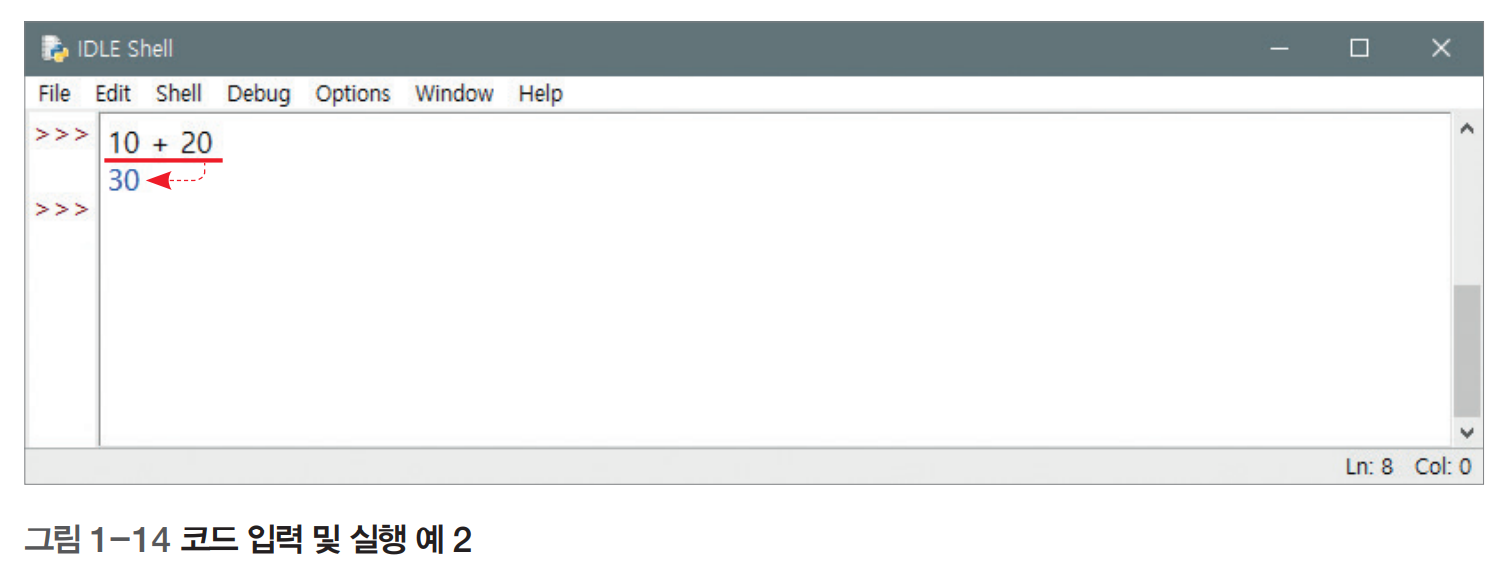 IDLE Shell
File Edit Shell Debug Options Window Help
>>> 10 + 20
30
>>>
Ln: 8 Col: 0
그림 1-14 코드 입력 및 실행 예 2